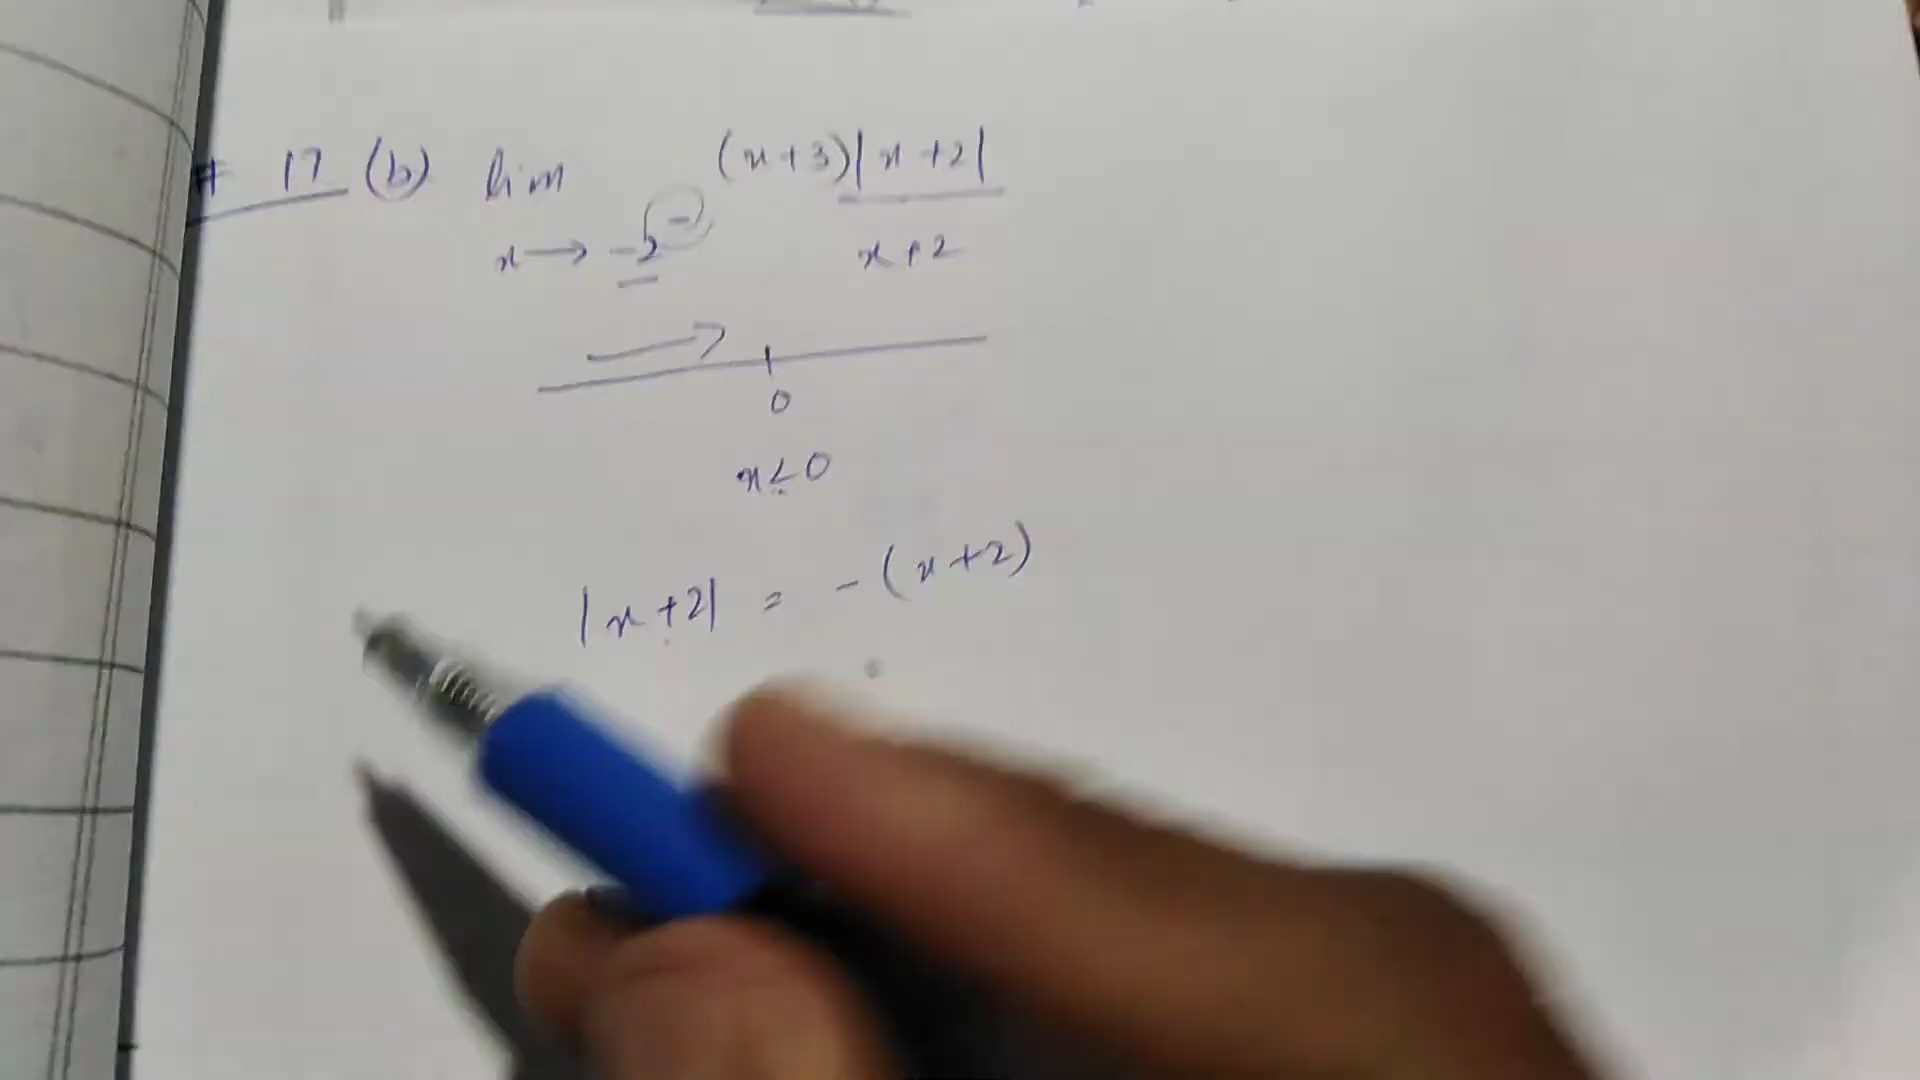 # 17 (b) lim (x+3)|x+2|
x → -2⁻ x+2
0
x<0
|x+2| = -(x+2)